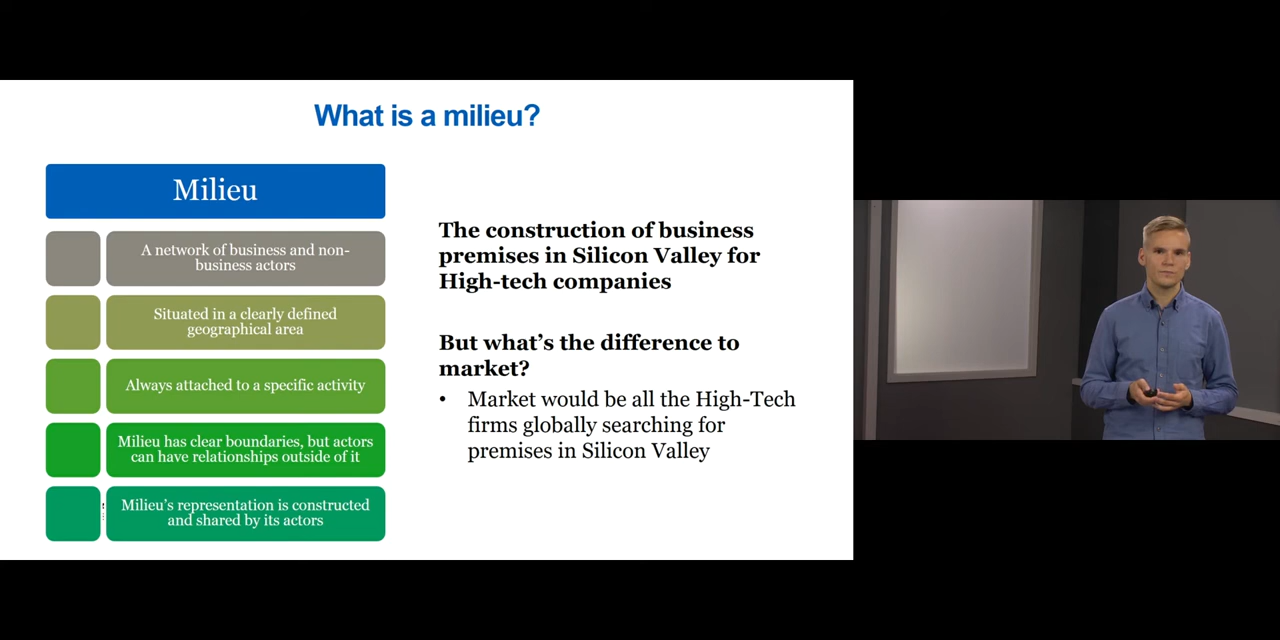 What is a milieu?
Milieu
A network of business and non-
business actors
Situated in a clearly defined
geographical area
Always attached to a specific activity
Milieu has clear boundaries, but actors
can have relationships outside of it
Milieu's representation is constructed
and shared by its actors
The construction of business
premises in Silicon Valley for
High-tech companies
But what's the difference to
market?
• Market would be all the High-Tech
firms globally searching for
premises in Silicon Valley